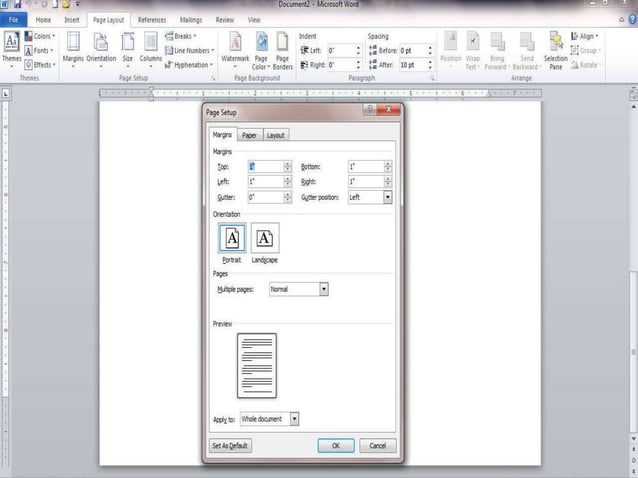 Document2 - Microsoft Word
File Home Insert Page Layout References Mailings Review View
Themes
Colors
Fonts
Effects
Themes
Margins Orientation Size Columns
Breaks
Line Numbers
Hyphenation
Page Setup
Watermark Page Color Page Borders
Page Background
Indent
Left: 0"
Right: 0"
Spacing
Before: 0 pt
After: 10 pt
Paragraph
Position Wrap Text Bring Forward Send Backward Selection Pane
Align
Group
Rotate
Arrange
Page Setup
Margins Paper Layout
Margins
Top: 1" Bottom: 1"
Left: 1" Right: 1"
Gutter: 0" Gutter position: Left
Orientation
A A
Portrait Landscape
Pages
Multiple pages: Normal
Preview
Apply to: Whole document
Set As Default OK Cancel